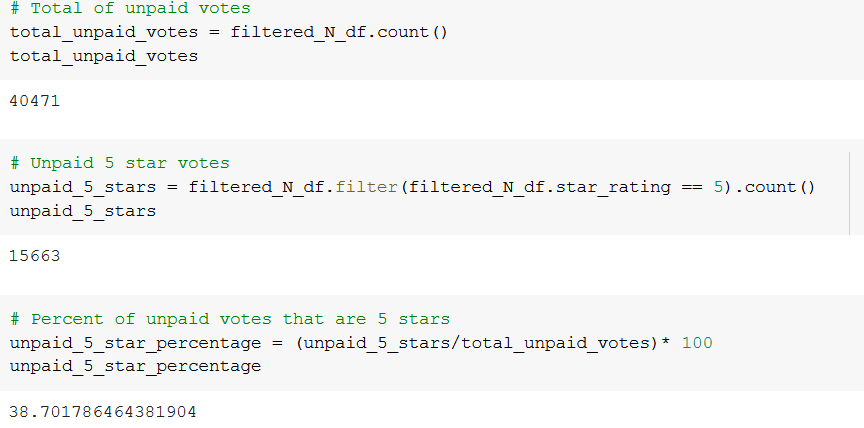 # Total of unpaid votes
total_unpaid_votes = filtered_N_df.count()
total_unpaid_votes
40471
# Unpaid 5 star votes
unpaid_5_stars = filtered_N_df.filter(filtered_N_df.star_rating == 5).count()
unpaid_5_stars
15663
# Percent of unpaid votes that are 5 stars
unpaid_5_star_percentage = (unpaid_5_stars/total_unpaid_votes)* 100
unpaid_5_star_percentage
38.701786464381904